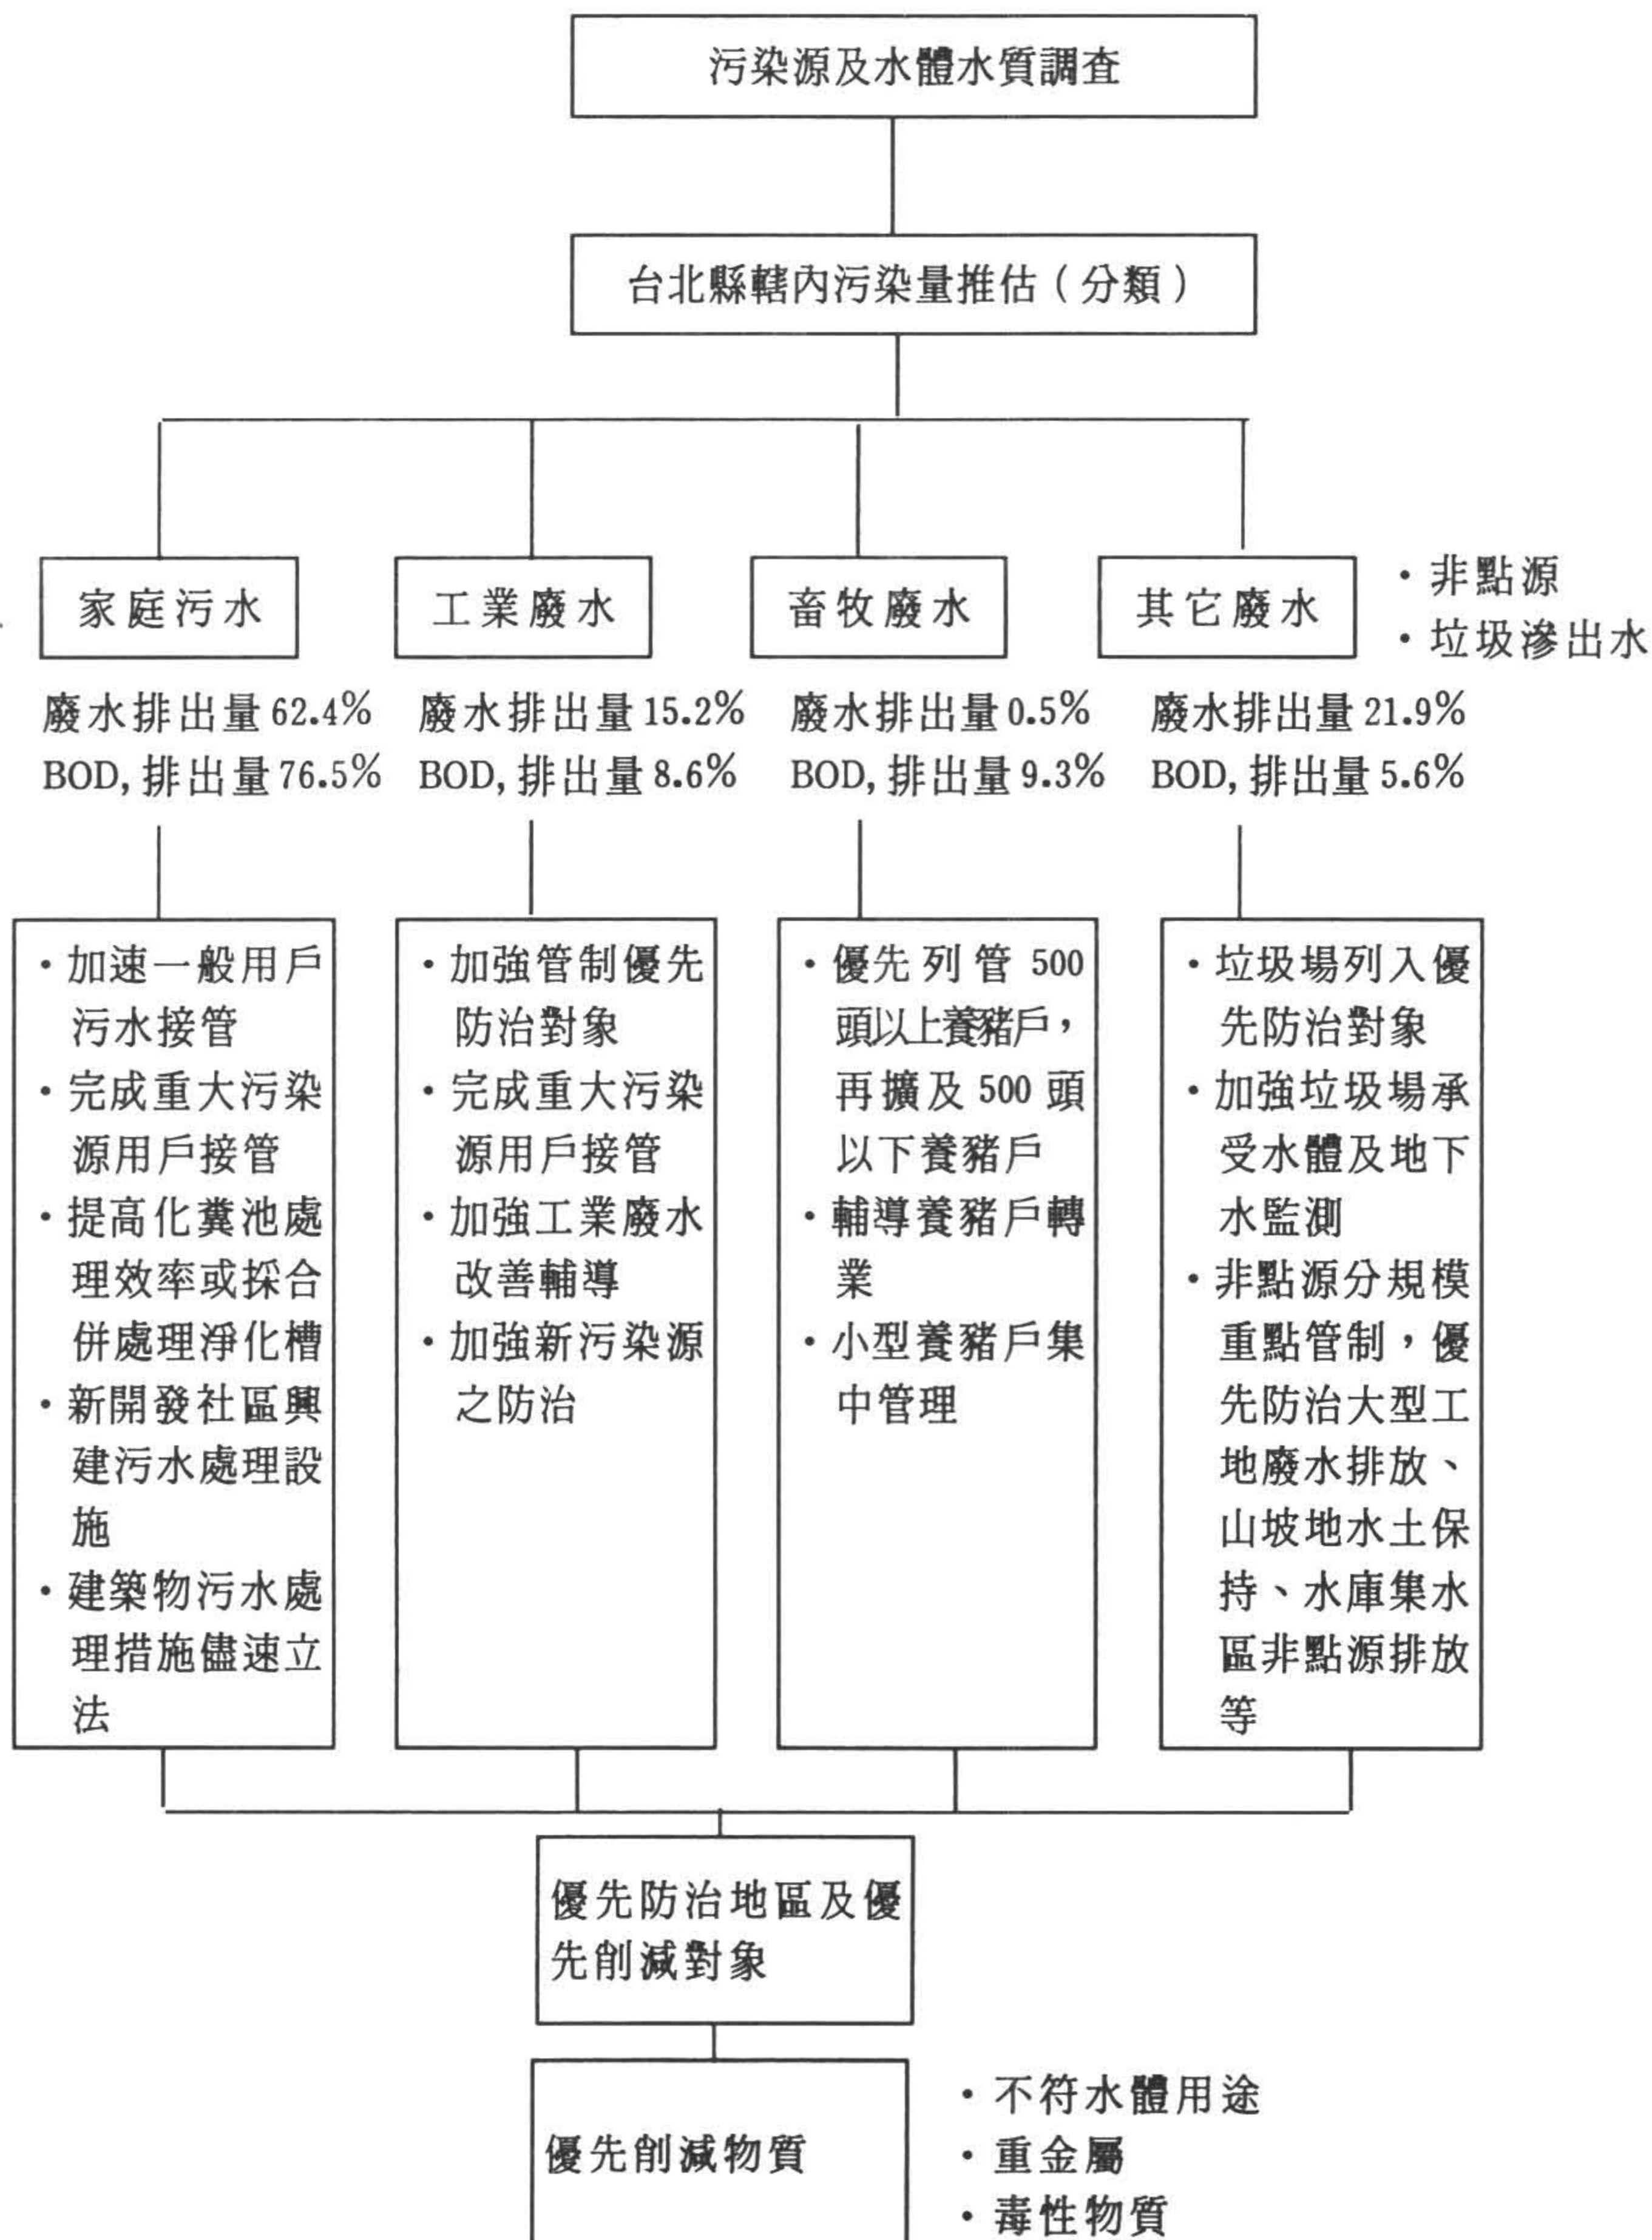 污染源及水體水質調查
台北縣轄內污染量推估(分類)
家庭污水
廢水排出量62.4%
BOD,排出量76.5%
工業廢水
廢水排出量15.2%
BOD,排出量8.6%
畜牧廢水
廢水排出量0.5%
BOD,排出量9.3%
其它廢水
・非點源
・垃圾滲出水
廢水排出量21.9%
BOD,排出量5.6%
・加速一般用戶
污水接管
・完成重大污染
源用戶接管
・提高化糞池處
理效率或採合
併處理淨化槽
・新開發社區興
建污水處理設
施
・建築物污水處
理措施儘速立
法
・加強管制優先
防治對象
・完成重大污染
源用戶接管
・加強工業廢水
改善輔導
・加強新污染源
之防治
・優先列管500
頭以上養豬戶,
再擴及500頭
以下養豬戶
・輔導養豬戶轉
業
・小型養豬戶集
中管理
・垃圾場列入優
先防治對象
・加強垃圾場承
受水體及地下
水監測
・非點源分規模
重點管制,優
先防治大型工
地廢水排放、
山坡地水土保
持、水庫集水
區非點源排放
等
優先防治地區及優
先削減對象
優先削減物質
・不符水體用途
・重金屬
・毒性物質